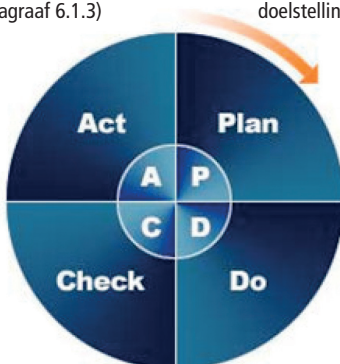 agraaf 6.1.3) doelstellin
Act Plan
A P
C D
Check Do